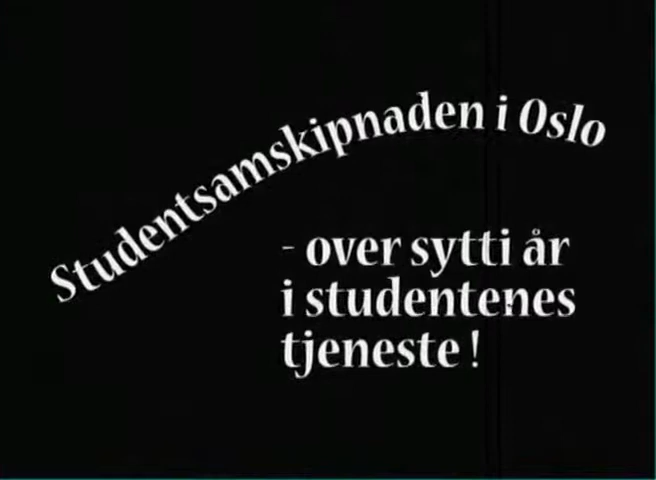 Studentsamskipnaden i Oslo
- over sytti år
i studentenes
tjeneste !